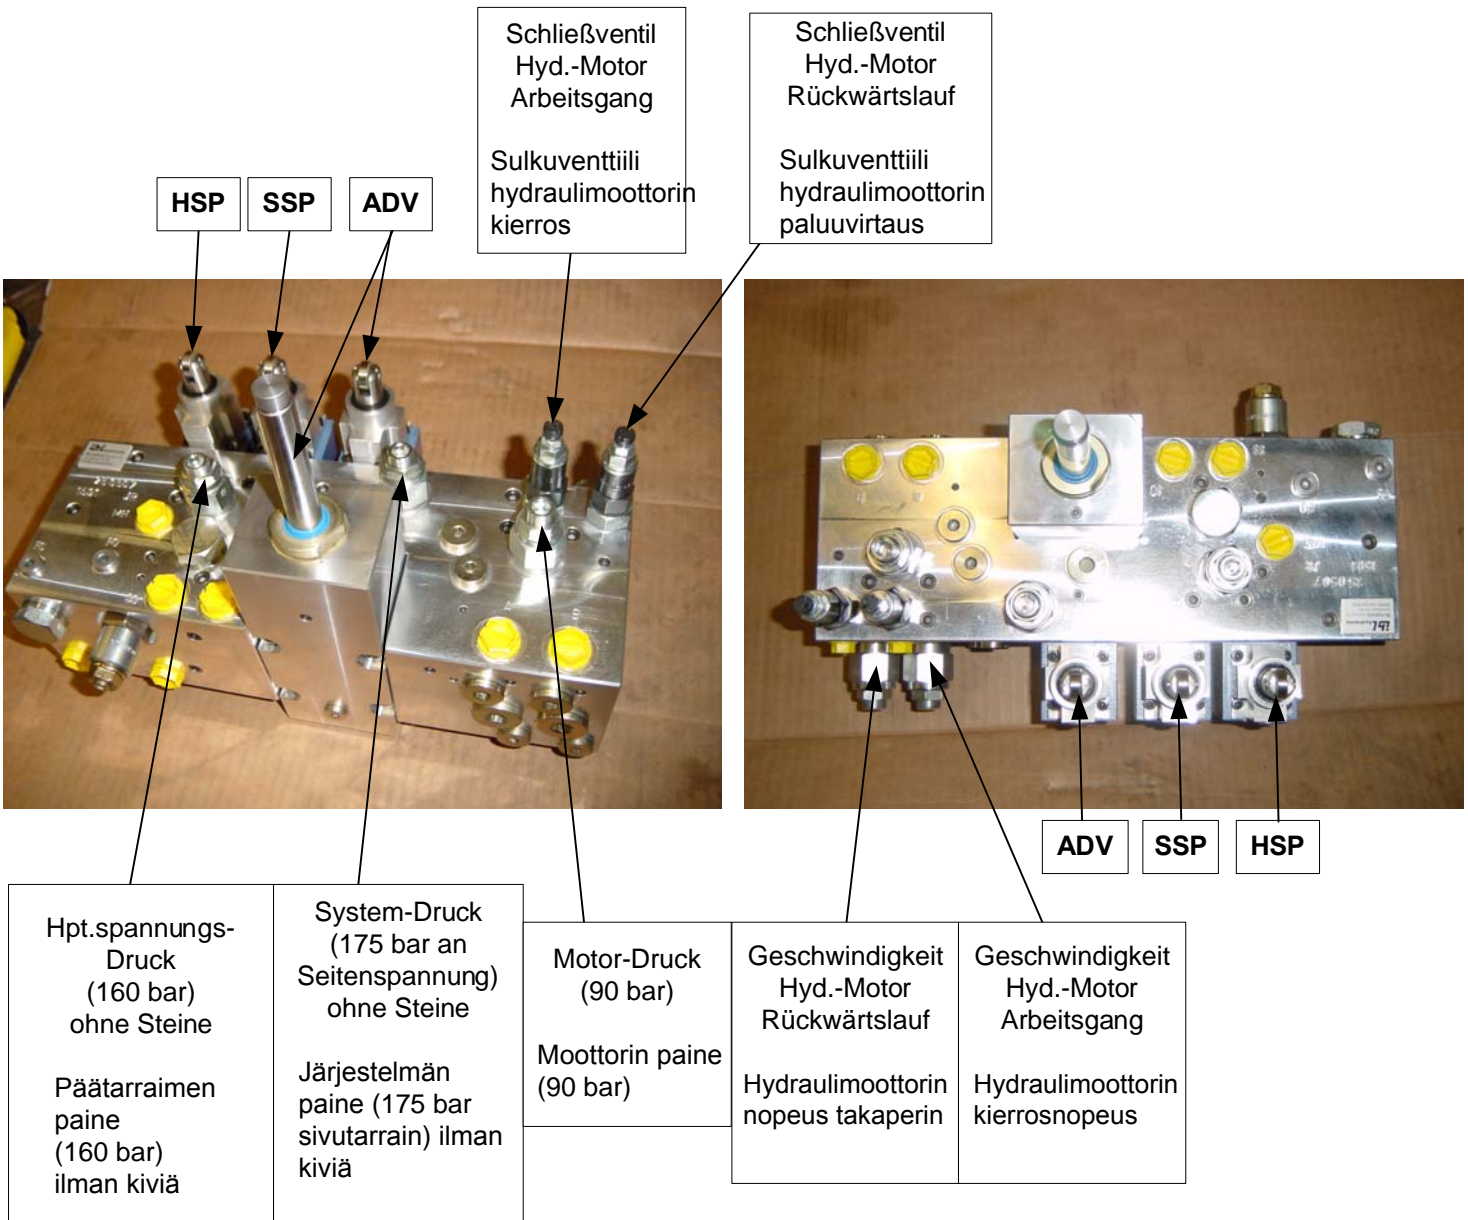 Schließventil
Hyd.-Motor
Arbeitsgang
Sulkuventtiili
hydraulimoottorin
kierros
Schließventil
Hyd.-Motor
Rückwärtslauf
Sulkuventtiili
hydraulimoottorin
paluuvirtaus
HSP
SSP
ADV
ADV
SSP
HSP
Hpt.spannungs-
Druck
(160 bar)
ohne Steine
Päätarraimen
paine
(160 bar)
ilman kiviä
System-Druck
(175 bar an
Seitenspannung)
ohne Steine
Järjestelmän
paine (175 bar
sivutarrain) ilman
kiviä
Motor-Druck
(90 bar)
Moottorin paine
(90 bar)
Geschwindigkeit
Hyd.-Motor
Rückwärtslauf
Hydraulimoottorin
nopeus takaperin
Geschwindigkeit
Hyd.-Motor
Arbeitsgang
Hydraulimoottorin
kierrosnopeus